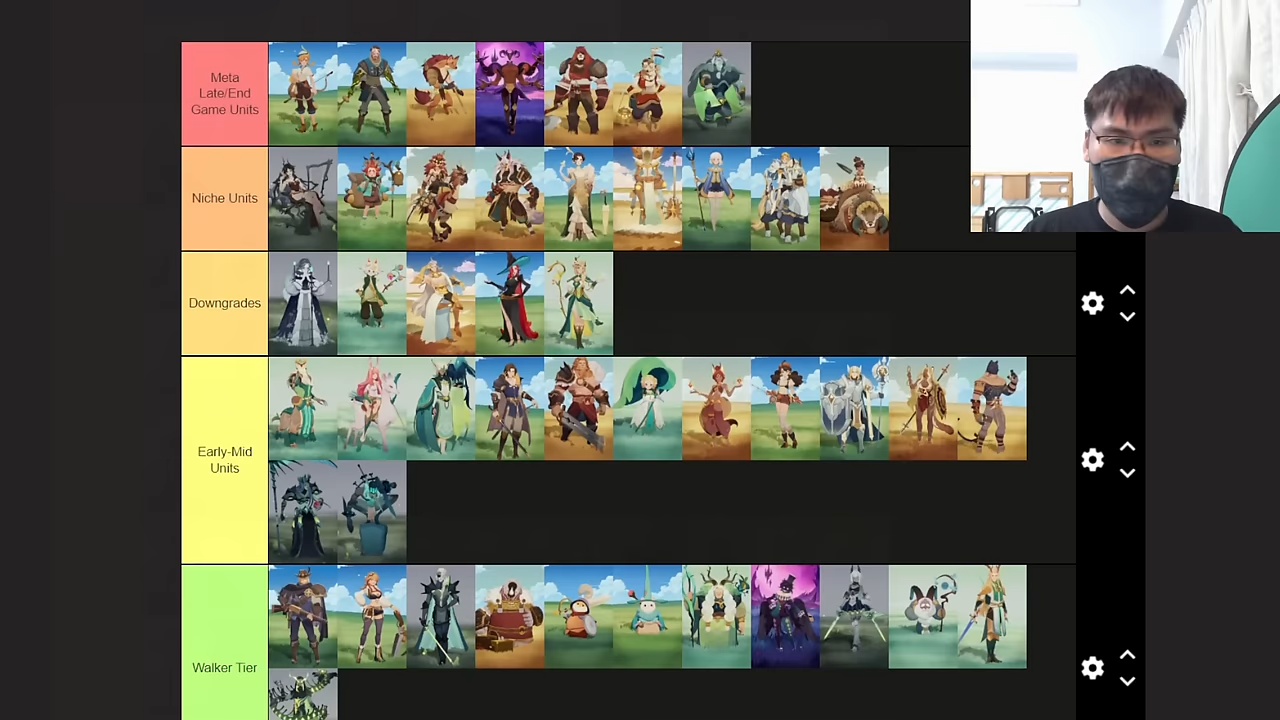 Meta
Late/End
Game Units
Niche Units
Downgrades
Early-Mid
Units
Walker Tier